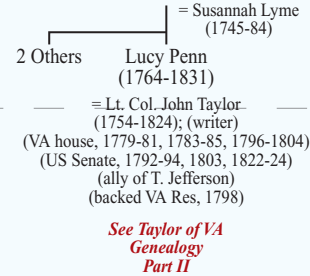 = Susannah Lyme
(1745-84)
2 Others
Lucy Penn
(1764-1831)
= Lt. Col. John Taylor
(1754-1824); (writer)
(VA house, 1779-81, 1783-85, 1796-1804)
(US Senate, 1792-94, 1803, 1822-24)
(ally of T. Jefferson)
(backed VA Res, 1798)
See Taylor of VA
Genealogy
Part II